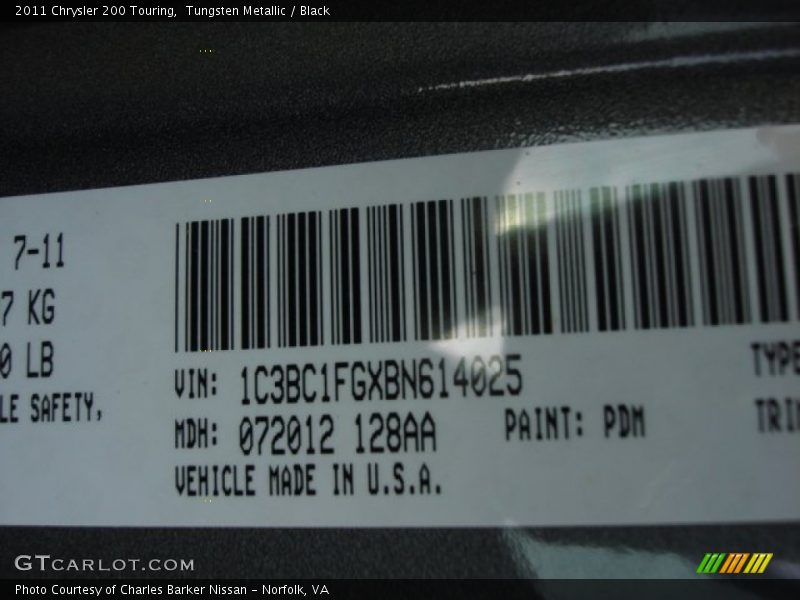 2011 Chrysler 200 Touring,  Tungsten Metallic / Black
7-11
7 KG
0 LB
LE SAFETY,
VIN: 1C3BC1FGXBN614025
TYPE
MDH: 072012 128AA
PAINT: PDM
TRI
VEHICLE MADE IN U.S.A.
GTCARLOT.COM
Photo Courtesy of Charles Barker Nissan - Norfolk, VA